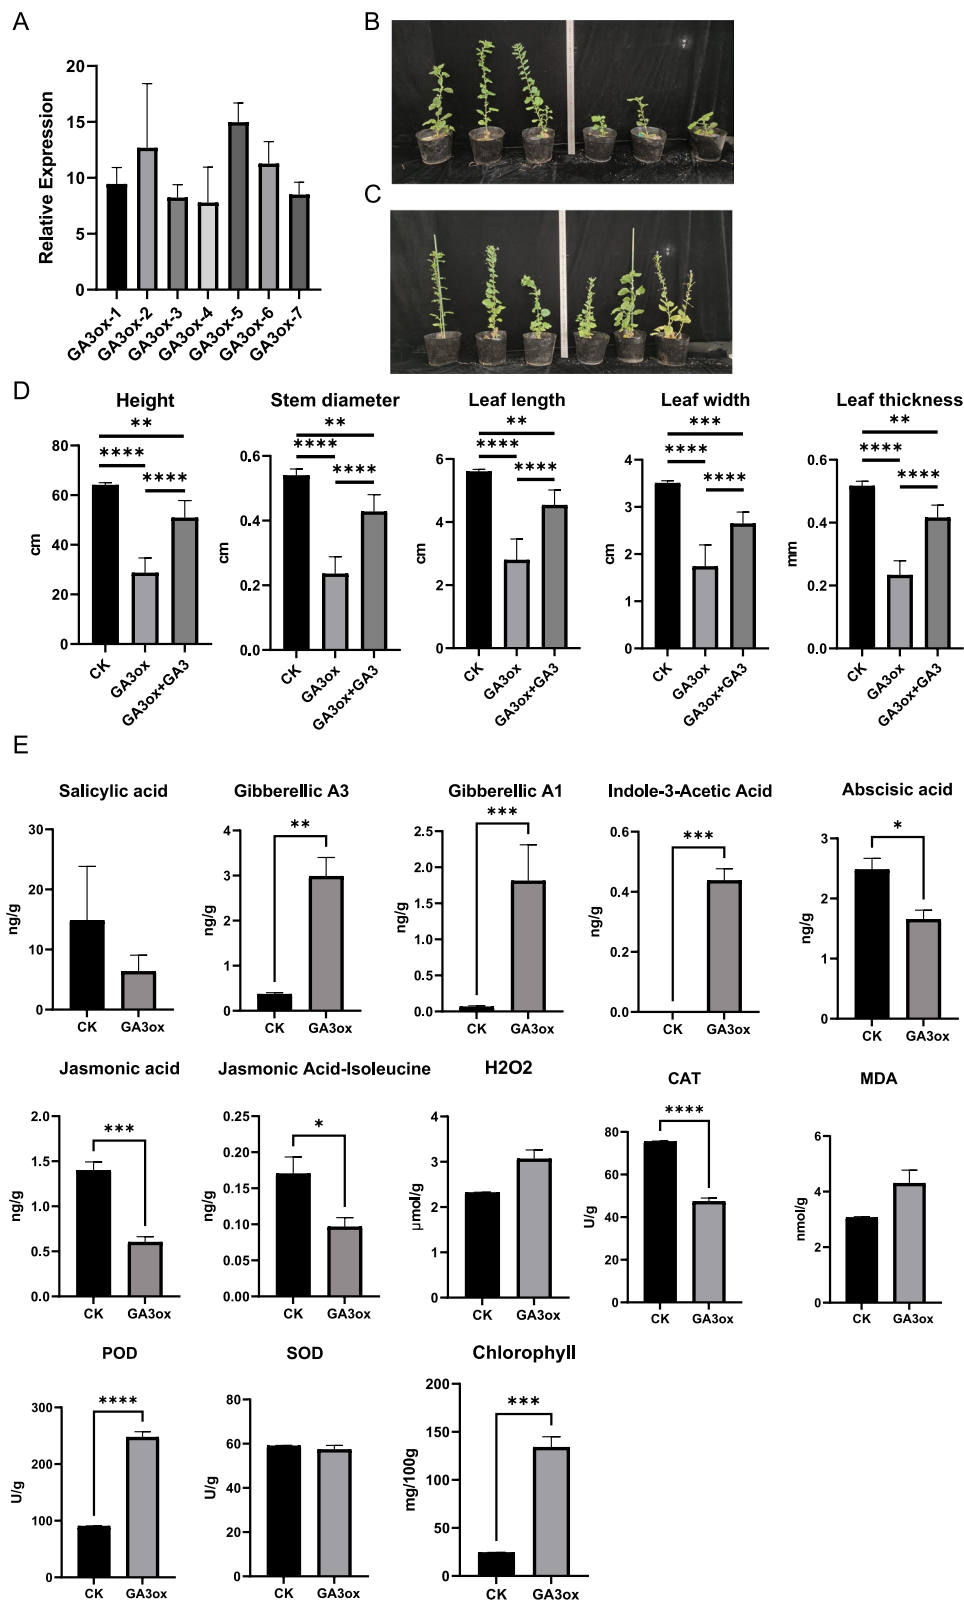 A
Relative Expression
20
15
10
5
0
GA3ox-1
GA3ox-2
GA3ox-3
GA3ox-4
GA3ox-5
GA3ox-6
GA3ox-7
B
C
D
Height
**
****
****
cm
80
60
40
20
0
CK
GA3ox
GA3ox+GA3
Stem diameter
**
****
****
cm
0.6
0.4
0.2
0.0
CK
GA3ox
GA3ox+GA3
Leaf length
**
****
****
cm
6
4
2
0
CK
GA3ox
GA3ox+GA3
Leaf width
***
****
****
cm
4
3
2
1
0
CK
GA3ox
GA3ox+GA3
Leaf thickness
**
****
****
mm
0.6
0.4
0.2
0.0
CK
GA3ox
GA3ox+GA3
E
Salicylic acid
ng/g
30
20
10
0
CK GA3ox
Gibberellic A3
**
ng/g
4
3
2
1
0
CK GA3ox
Gibberellic A1
***
ng/g
2.5
2.0
1.5
1.0
0.5
0.0
CK GA3ox
Indole-3-Acetic Acid
***
ng/g
0.6
0.4
0.2
0.0
CK GA3ox
Abscisic acid
*
ng/g
3
2
1
0
CK GA3ox
Jasmonic acid
***
ng/g
2.0
1.5
1.0
0.5
0.0
CK GA3ox
Jasmonic Acid-Isoleucine
*
ng/g
0.25
0.20
0.15
0.10
0.05
0.00
CK GA3ox
H2O2
μmol/g
4
3
2
1
0
CK GA3ox
CAT
****
U/g
80
60
40
20
0
CK GA3ox
MDA
nmol/g
6
4
2
0
CK GA3ox
POD
****
U/g
300
200
100
0
CK GA3ox
SOD
U/g
80
60
40
20
0
CK GA3ox
Chlorophyll
***
mg/100g
200
150
100
50
0
CK GA3ox